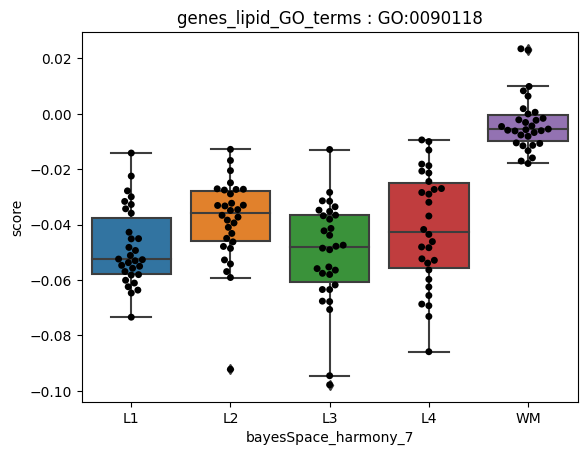 genes_lipid_GO_terms : GO:0090118
0.02
0.00
−0.02
−0.04
−0.06
−0.08
−0.10
score
L1 L2 L3 L4 WM
bayesSpace_harmony_7